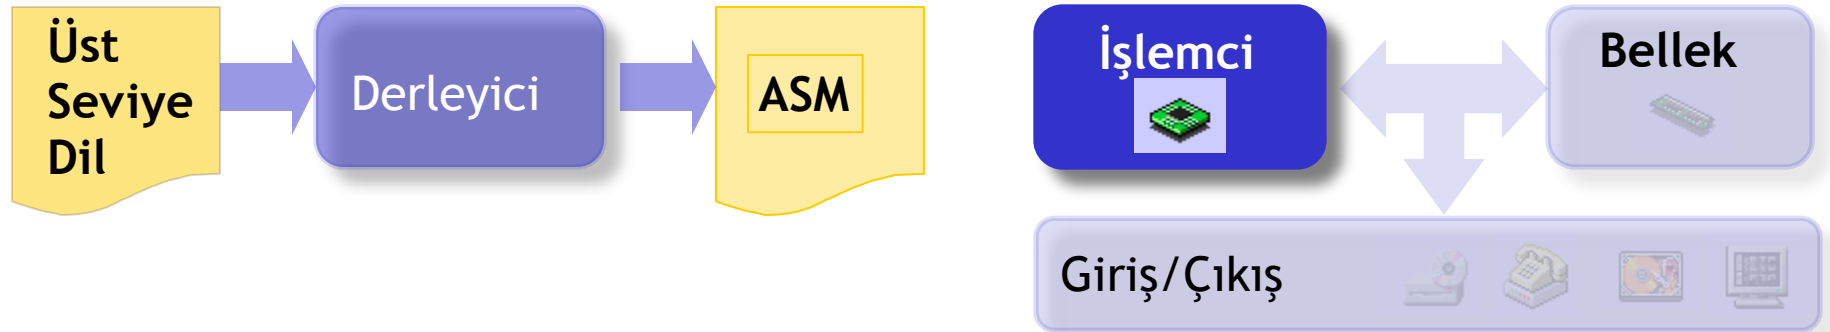 Üst
Seviye
Dil
Derleyici
ASM
İşlemci
Bellek
Giriş/Çıkış